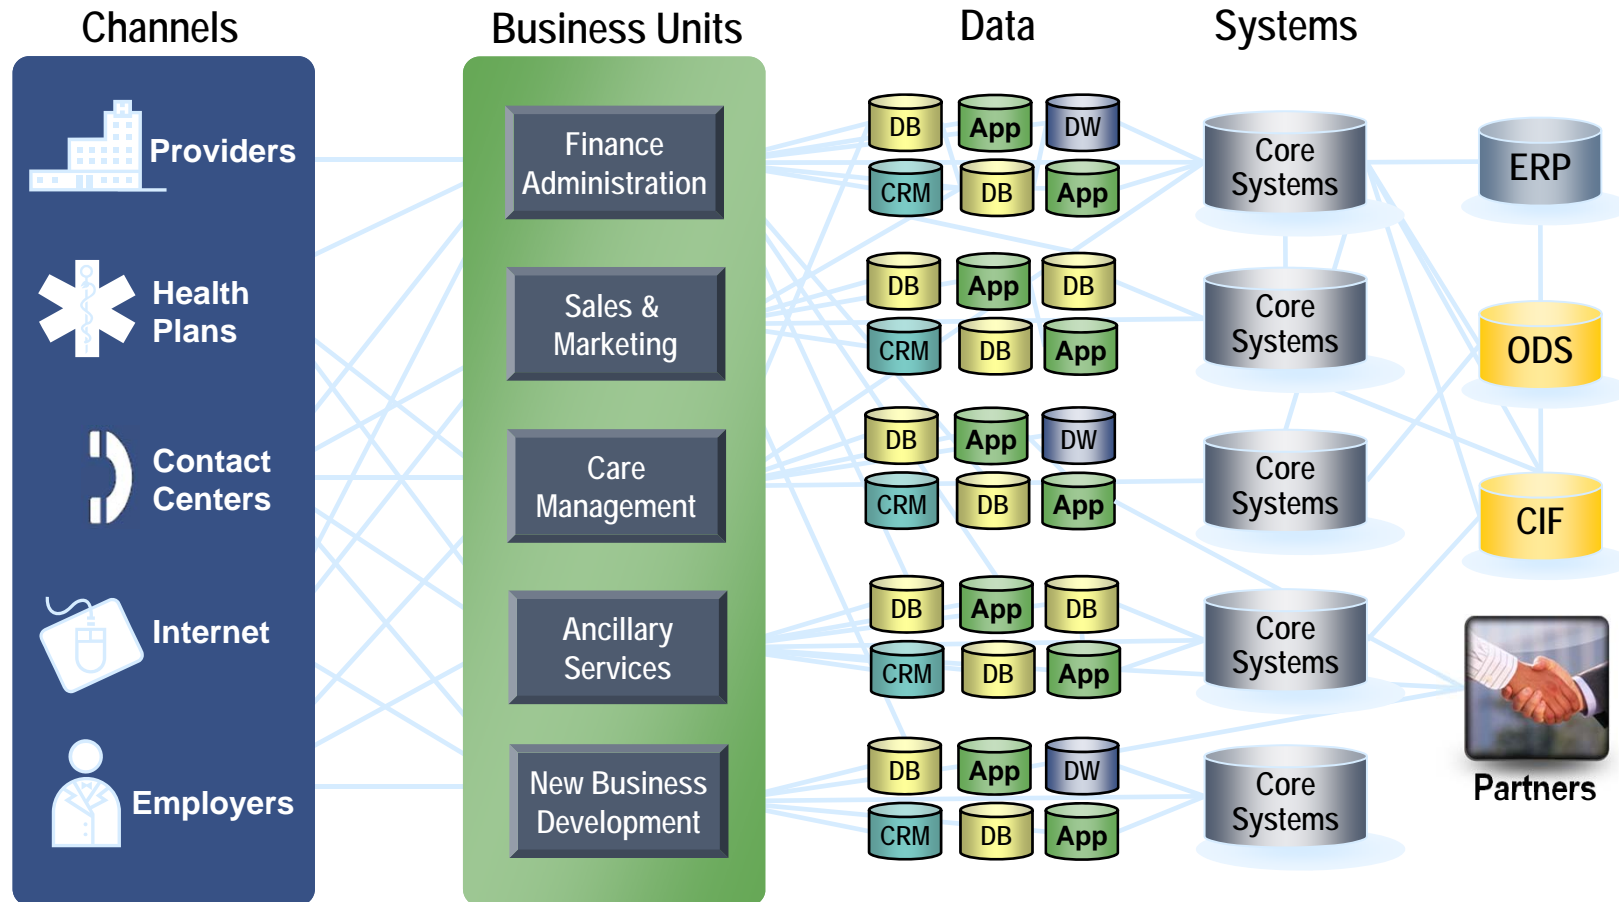 Channels
Business Units
Data
Systems
Providers
Health
Plans
Contact
Centers
Internet
Employers
Finance
Administration
Sales &
Marketing
Care
Management
Ancillary
Services
New Business
Development
DB
App
DW
CRM
DB
App
DB
App
DB
CRM
DB
App
DB
App
DW
CRM
DB
App
DB
App
DB
CRM
DB
App
DB
App
DW
CRM
DB
App
Core
Systems
Core
Systems
Core
Systems
Core
Systems
Core
Systems
ERP
ODS
CIF
Partners